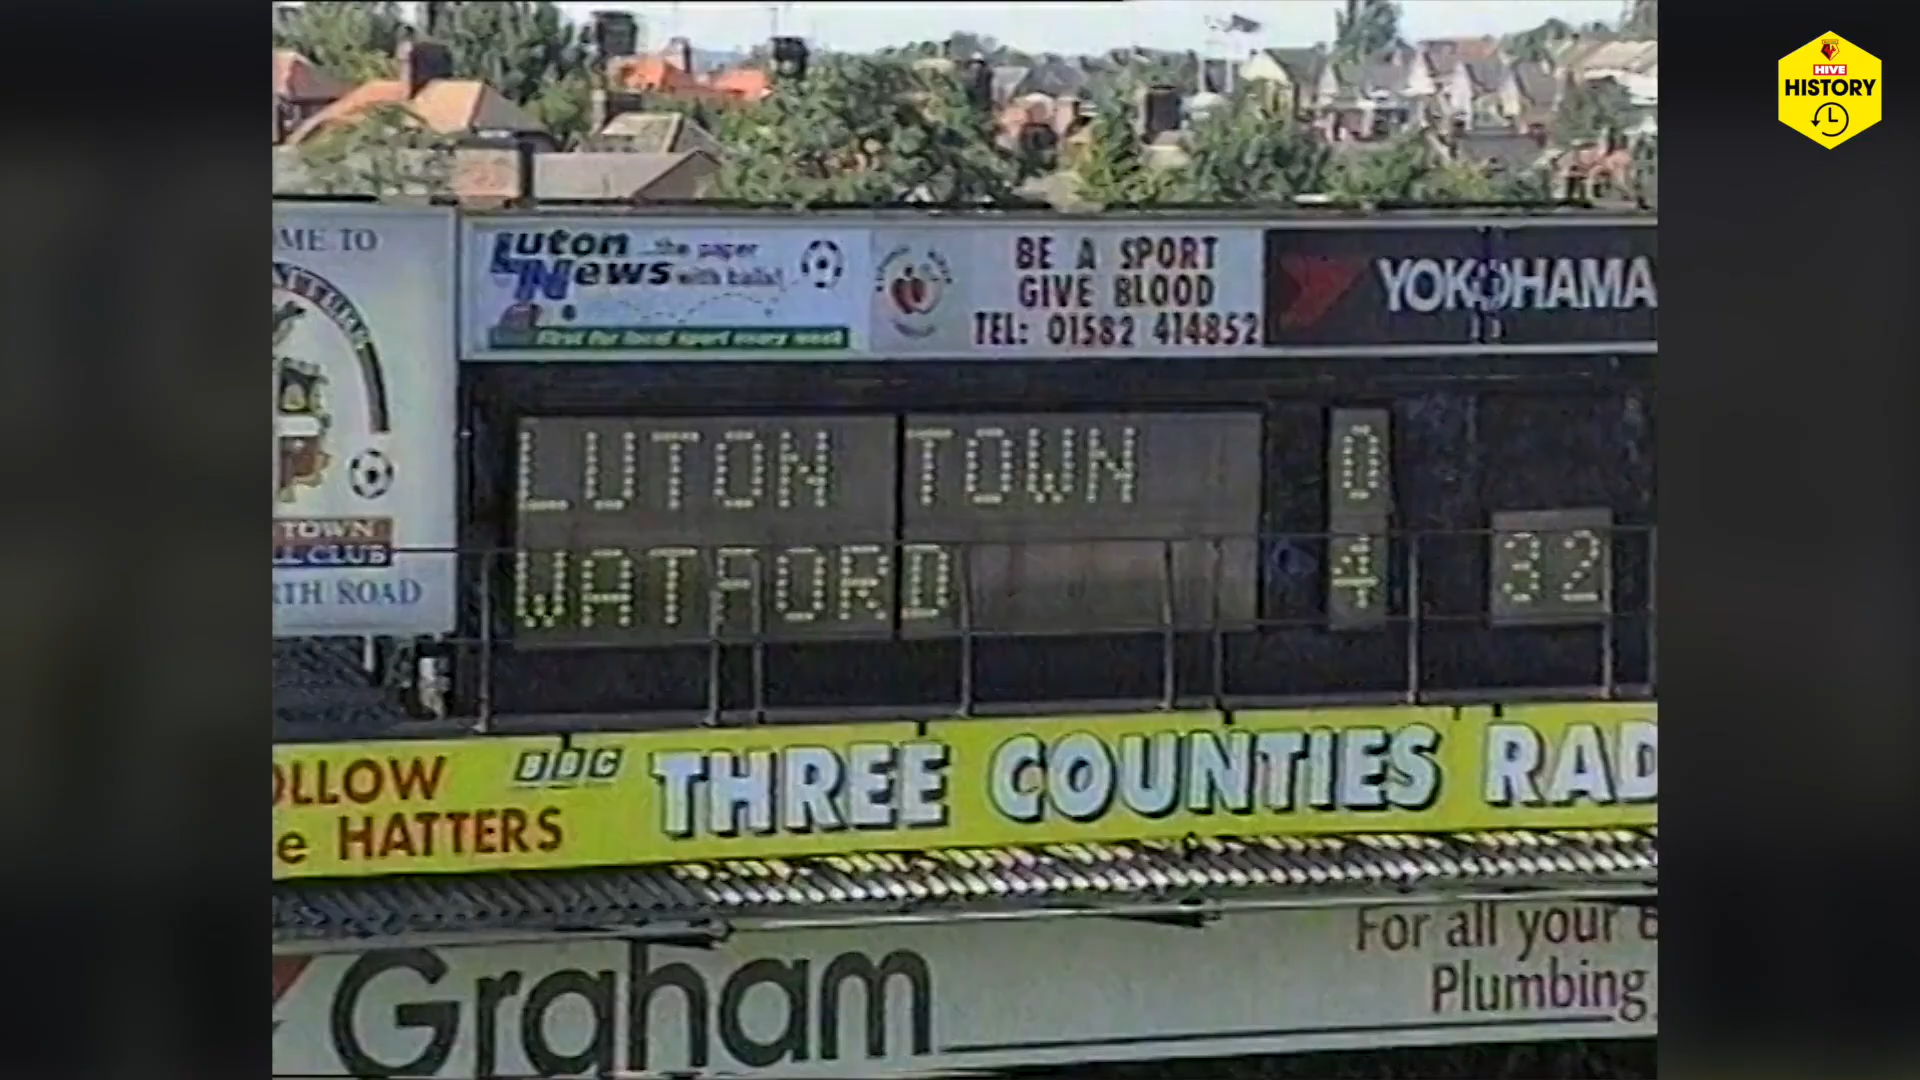 HIVE
HISTORY
ME TO
Luton ...the paper
News with balls!
First for local sport every week
BE A SPORT
GIVE BLOOD
TEL: 01582 414852
YOKOHAMA
TOWN
LL CLUB
RTH ROAD
LUTON TOWN 0
WATFORD 4 32
OLLOW
e HATTERS
BBC THREE COUNTIES RAD
Graham
For all your
Plumbing